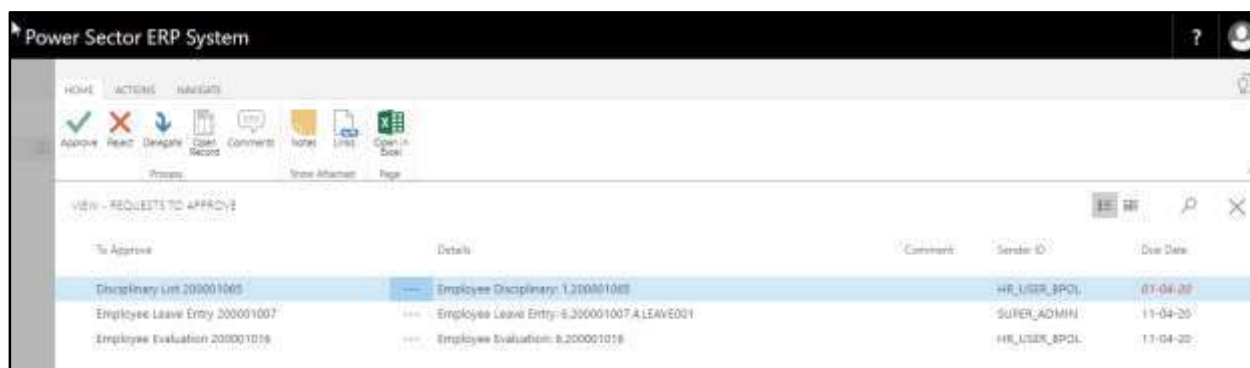 Power Sector ERP System ?
HOME ACTIONS NAVIGATE
Approve Reject Delegate Open Record Comments Notes Links Open in Excel
Process Show Attached Page
VIEW - REQUESTS TO APPROVE
To Approve Details Comment Sender ID Due Date
Disciplinary List 200001065 Employee Disciplinary: 1,200001065 HR_USER_BPOL 01-04-20
Employee Leave Entry 200001007 Employee Leave Entry: 6,200001007,A,LEAVE001 SUPER_ADMIN 11-04-20
Employee Evaluation 200001016 Employee Evaluation: 8,200001016 HR_USER_BPOL 11-04-20